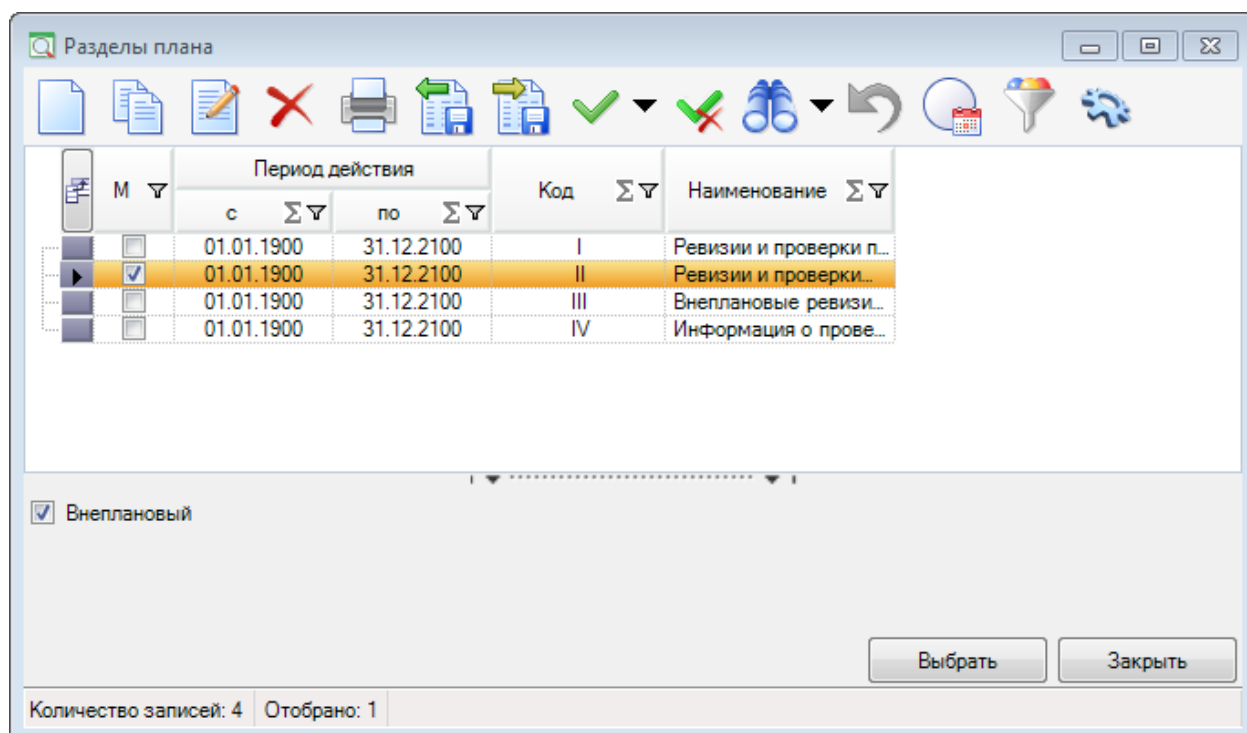 Разделы плана
М
Период действия
с
по
Код
Наименование
01.01.1900 31.12.2100 I Ревизии и проверки п...
01.01.1900 31.12.2100 II Ревизии и проверки...
01.01.1900 31.12.2100 III Внеплановые ревизи...
01.01.1900 31.12.2100 IV Информация о прове...
Внеплановый
Выбрать Закрыть
Количество записей: 4 Отобрано: 1